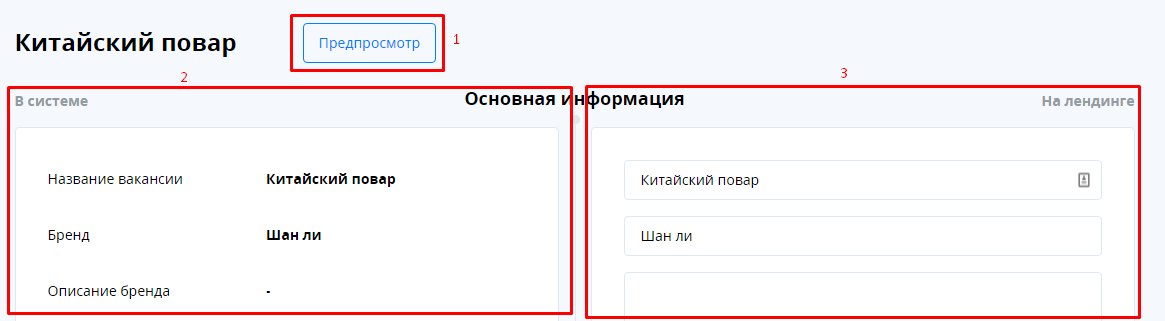 Китайский повар
Предпросмотр
1
2
3
В системе
Основная информация
На лендинге
Название вакансии
Китайский повар
Китайский повар
Бренд
Шан ли
Шан ли
Описание бренда
-